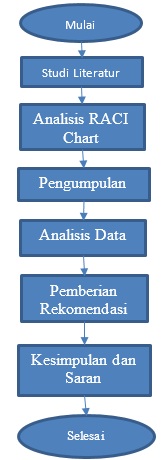 Mulai
Studi Literatur
Analisis RACI
Chart
Pengumpulan
Analisis Data
Pemberian
Rekomendasi
Kesimpulan dan
Saran
Selesai